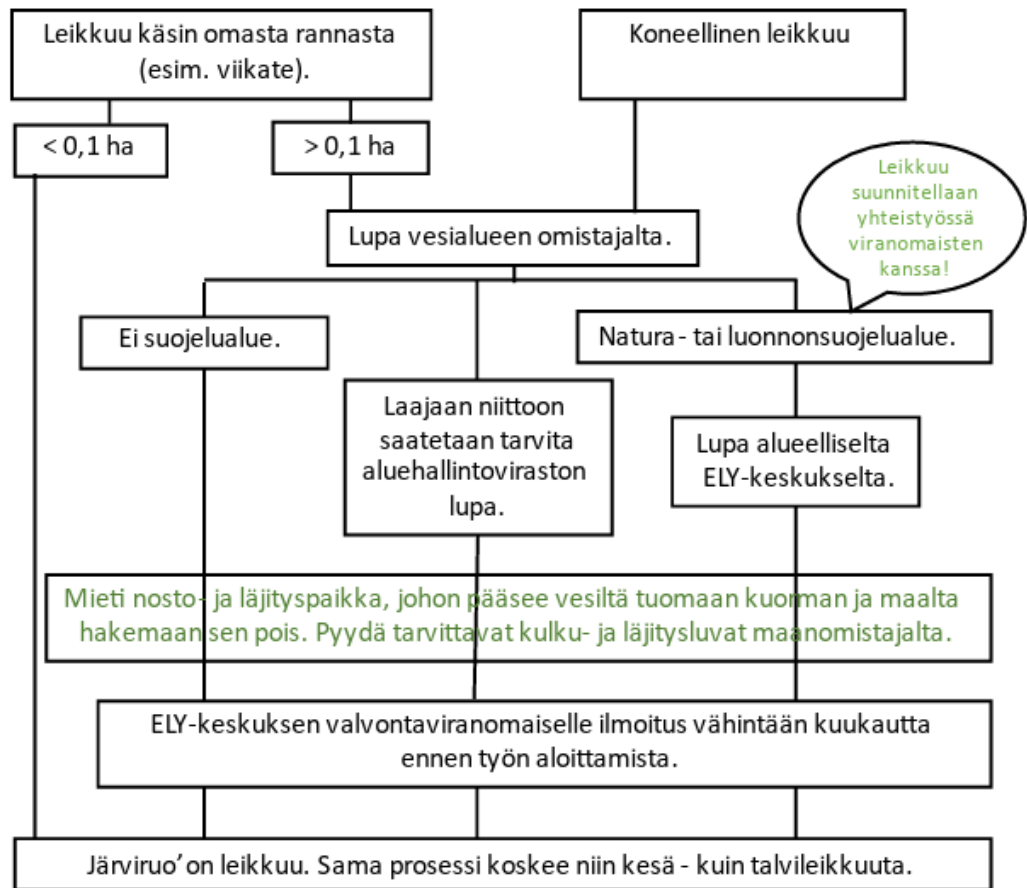 Leikkuu käsin omasta rannasta
(esim. viikate).
Koneellinen leikkuu
< 0,1 ha
> 0,1 ha
Leikkuu
suunnitellaan
yhteistyössä
viranomaisten
kanssa!
Lupa vesialueen omistajalta.
Ei suojelualue.
Natura- tai luonnonsuojelualue.
Laajaan niittoon
saatetaan tarvita
aluehallintoviraston
lupa.
Lupa alueelliselta
ELY-keskukselta.
Mieti nosto- ja läjityspaikka, johon pääsee vesiltä tuomaan kuorman ja maalta
hakemaan sen pois. Pyydä tarvittavat kulku- ja läjitysluvat maanomistajalta.
ELY-keskuksen valvontaviranomaiselle ilmoitus vähintään kuukautta
ennen työn aloittamista.
Järviruo’on leikkuu. Sama prosessi koskee niin kesä - kuin talvileikkuuta.